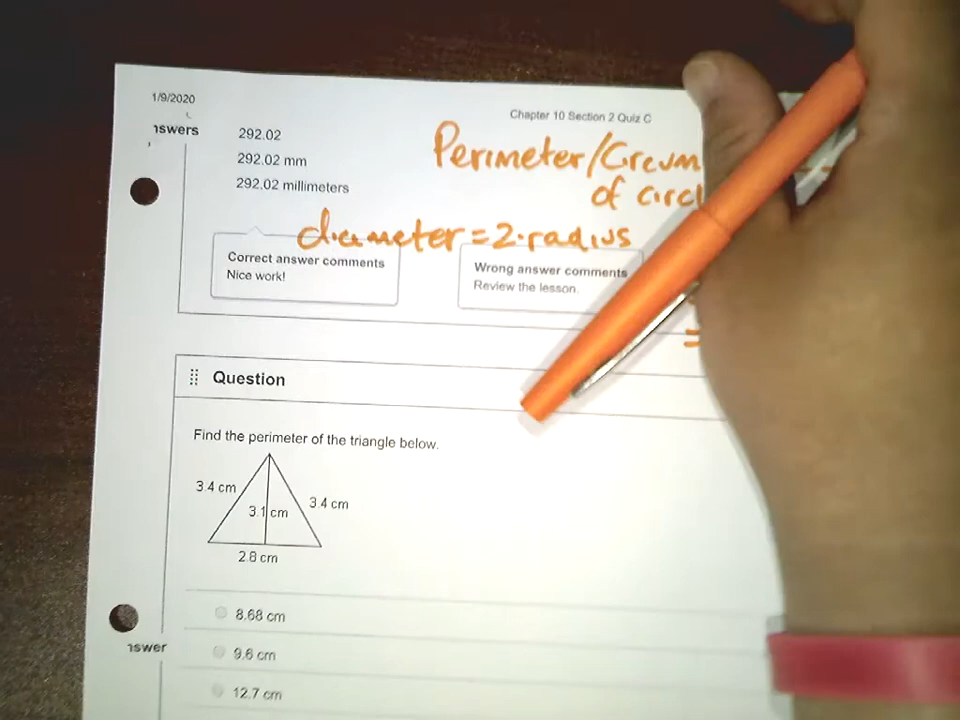 1/9/2020
Chapter 10 Section 2 Quiz C
nswers
292.02
292.02 mm
292.02 millimeters
Perimeter/Circum
of circl
diameter=2·radius
Correct answer comments
Nice work!
Wrong answer comments
Review the lesson.
=
Question
Find the perimeter of the triangle below.
3.4 cm
3.1 cm
3.4 cm
2.8 cm
8.68 cm
nswer
9.6 cm
12.7 cm